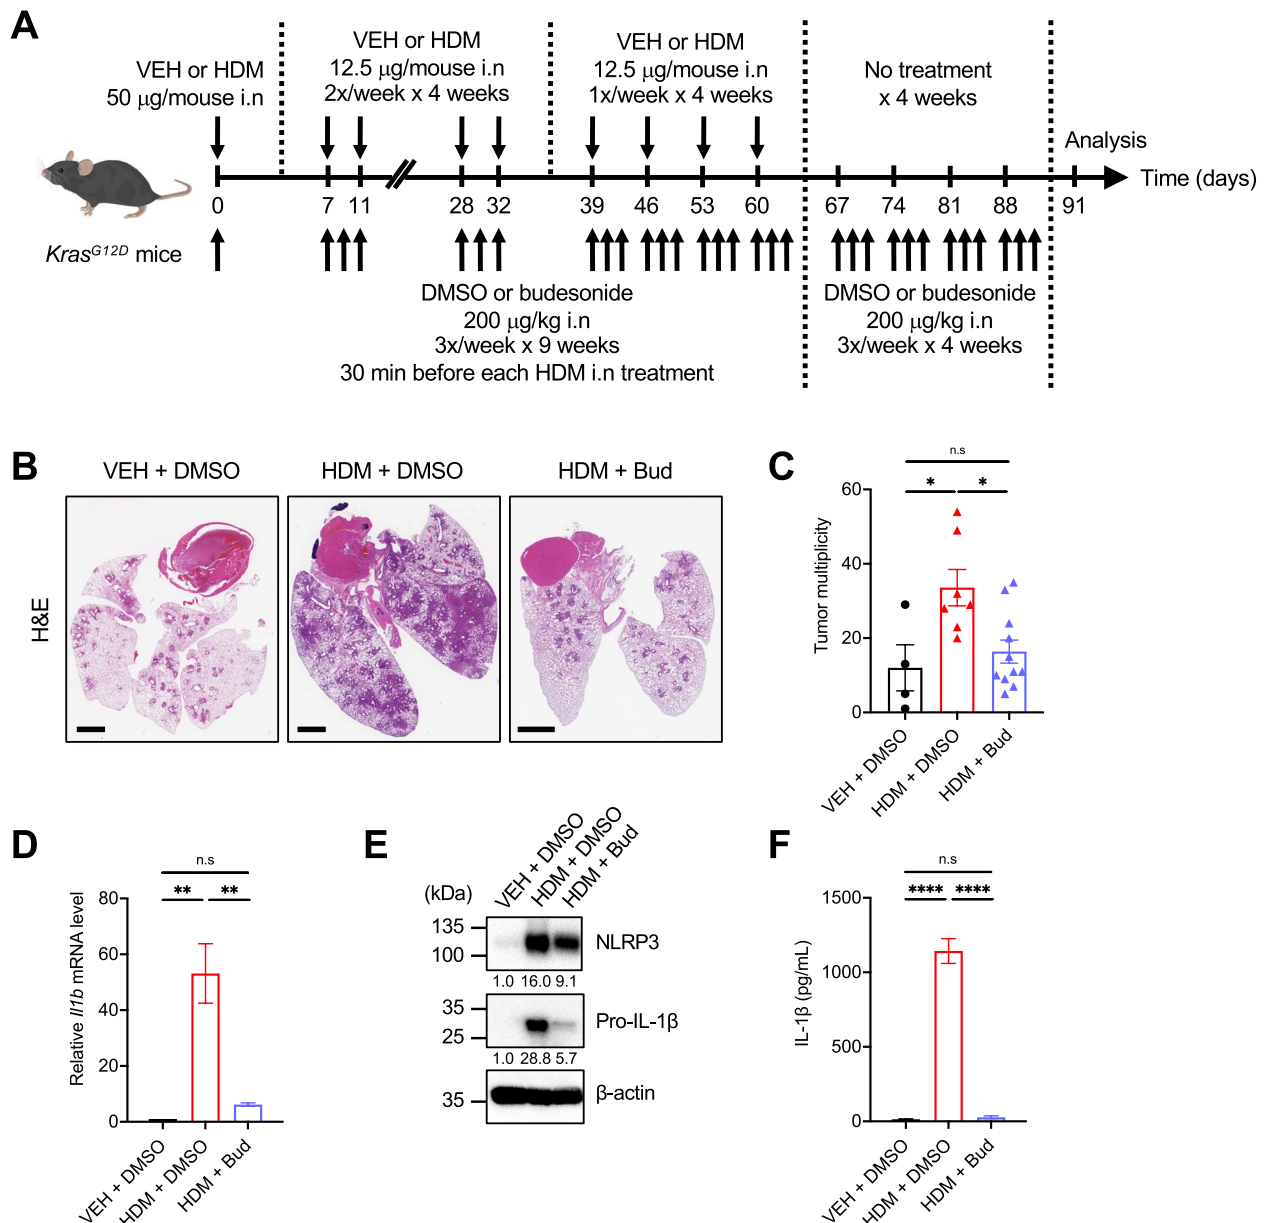 A
VEH or HDM
50 μg/mouse i.n
VEH or HDM
12.5 μg/mouse i.n
2x/week x 4 weeks
VEH or HDM
12.5 μg/mouse i.n
1x/week x 4 weeks
No treatment
x 4 weeks
Analysis
Time (days)
0 7 11 28 32 39 46 53 60 67 74 81 88 91
KrasG12D mice
DMSO or budesonide
200 μg/kg i.n
3x/week x 9 weeks
30 min before each HDM i.n treatment
DMSO or budesonide
200 μg/kg i.n
3x/week x 4 weeks
B
VEH + DMSO
HDM + DMSO
HDM + Bud
H&E
C
n.s
* *
Tumor multiplicity
60
40
20
0
VEH + DMSO
HDM + DMSO
HDM + Bud
D
n.s
** **
Relative Il1b mRNA level
80
60
40
20
0
VEH + DMSO
HDM + DMSO
HDM + Bud
E
VEH + DMSO
HDM + DMSO
HDM + Bud
(kDa)
135
100
NLRP3
1.0 16.0 9.1
35
25
Pro-IL-1β
1.0 28.8 5.7
35
β-actin
F
n.s
**** ****
IL-1β (pg/mL)
1500
1000
500
0
VEH + DMSO
HDM + DMSO
HDM + Bud